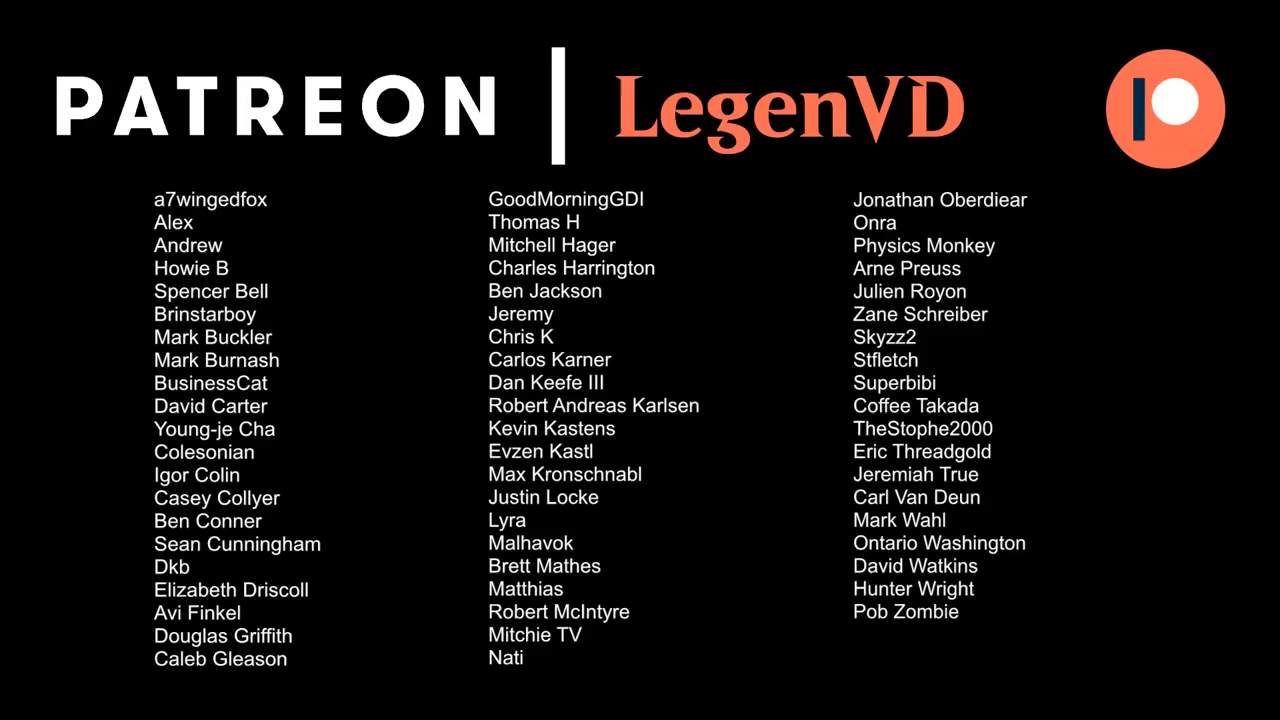 PATREON | LegenVD
a7wingedfox
Alex
Andrew
Howie B
Spencer Bell
Brinstarboy
Mark Buckler
Mark Burnash
BusinessCat
David Carter
Young-je Cha
Colesonian
Igor Colin
Casey Collyer
Ben Conner
Sean Cunningham
Dkb
Elizabeth Driscoll
Avi Finkel
Douglas Griffith
Caleb Gleason
GoodMorningGDI
Thomas H
Mitchell Hager
Charles Harrington
Ben Jackson
Jeremy
Chris K
Carlos Karner
Dan Keefe III
Robert Andreas Karlsen
Kevin Kastens
Evzen Kastl
Max Kronschnabl
Justin Locke
Lyra
Malhavok
Brett Mathes
Matthias
Robert McIntyre
Mitchie TV
Nati
Jonathan Oberdiear
Onra
Physics Monkey
Arne Preuss
Julien Royon
Zane Schreiber
Skyzz2
Stfletch
Superbibi
Coffee Takada
TheStophe2000
Eric Threadgold
Jeremiah True
Carl Van Deun
Mark Wahl
Ontario Washington
David Watkins
Hunter Wright
Pob Zombie